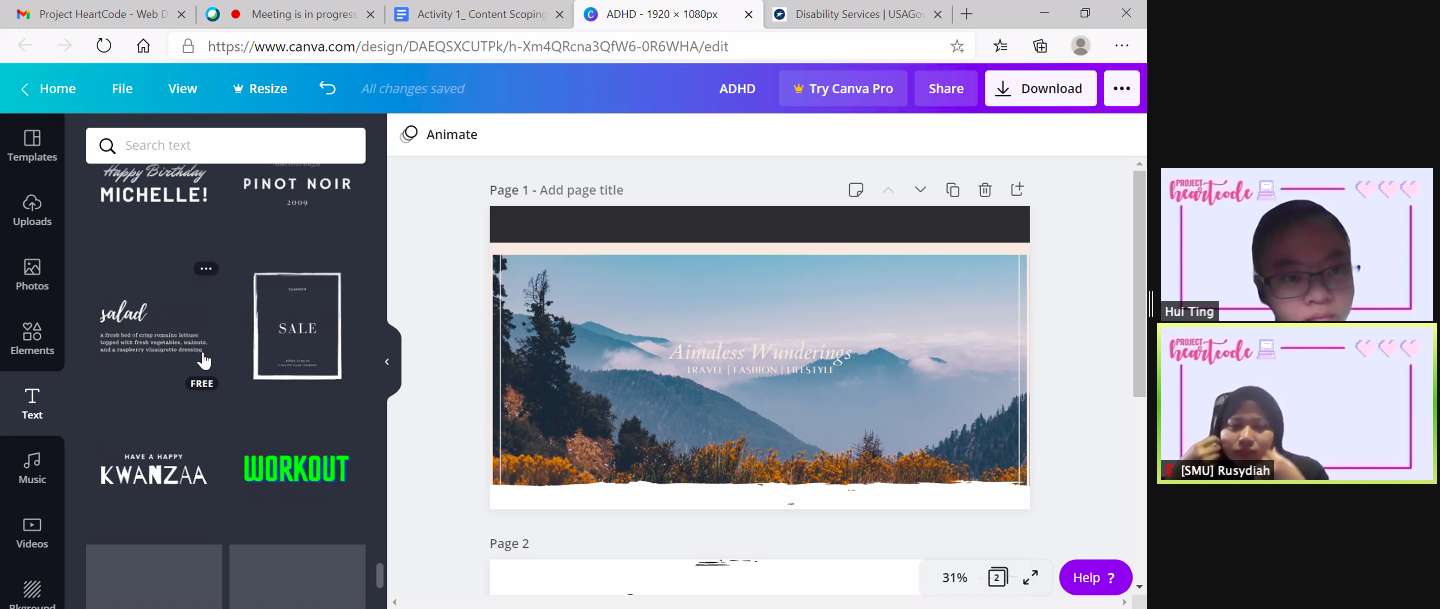 Project HeartCode - Web D
Meeting is in progress
Activity 1_ Content Scoping
ADHD - 1920 × 1080px
Disability Services | USAGo
https://www.canva.com/design/DAEQSXCUTPk/h-Xm4QRcna3QfW6-0R6WHA/edit
Home
File
View
Resize
All changes saved
ADHD
Try Canva Pro
Share
Download
Templates
Uploads
Photos
Elements
Text
Music
Videos
Search text
Happy Birthday
MICHELLE!
PINOT NOIR
2009
salad
a fresh bed of crisp romaine lettuce
topped with fresh vegetables, walnuts,
and a raspberry vinaigrette dressing
FREE
SUMMER
SALE
HAVE A HAPPY
KWANZAA
WORKOUT
Animate
Page 1 - Add page title
Aimaless Wunderings
TRAVEL | FASHION | LIFESTYLE
Page 2
31%
2
Help ?
PROJECT
heartcode
Hui Ting
PROJECT
heartcode
[SMU] Rusydiah